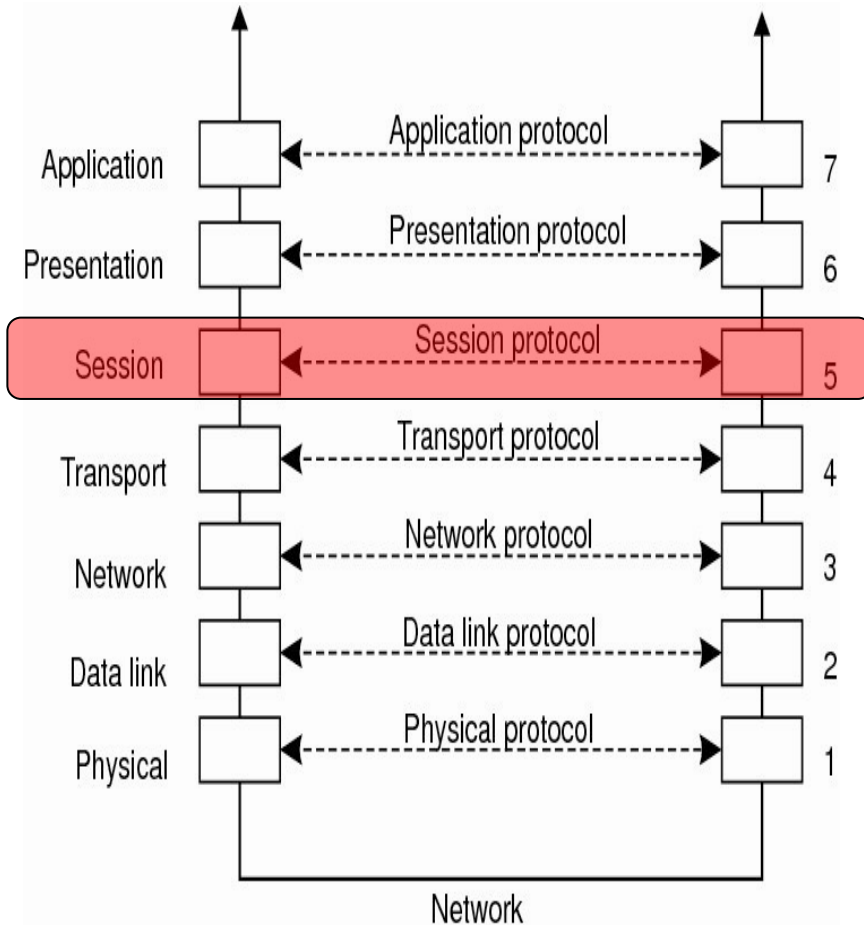 Application Application protocol 7
Presentation Presentation protocol 6
Session Session protocol 5
Transport Transport protocol 4
Network Network protocol 3
Data link Data link protocol 2
Physical Physical protocol 1
Network